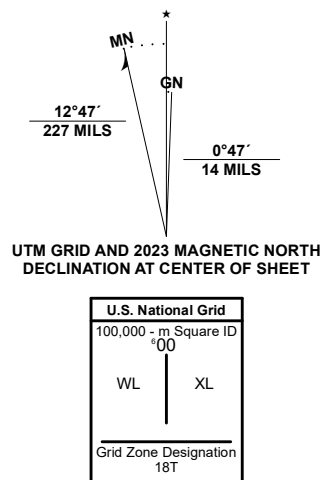 ★
MN
GN
12°47´
227 MILS
0°47´
14 MILS
UTM GRID AND 2023 MAGNETIC NORTH
DECLINATION AT CENTER OF SHEET
U.S. National Grid
100,000 - m Square ID
⁶00
WL XL
Grid Zone Designation
18T